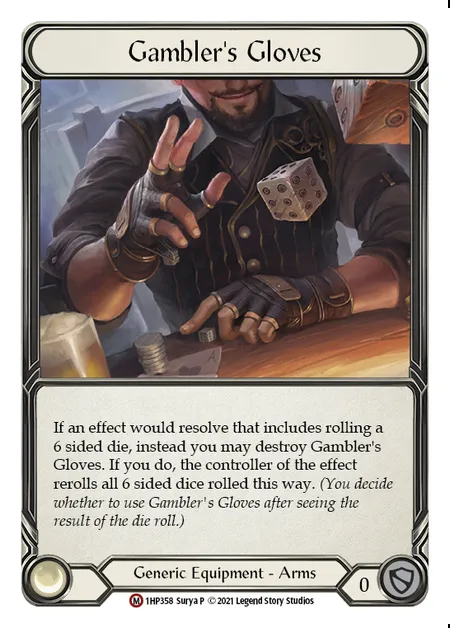 Gambler's Gloves
If an effect would resolve that includes rolling a
6 sided die, instead you may destroy Gambler's
Gloves. If you do, the controller of the effect
rerolls all 6 sided dice rolled this way. (You decide
whether to use Gambler's Gloves after seeing the
result of the die roll.)
Generic Equipment - Arms
0
M 1HP358 Surya P © 2021 Legend Story Studios